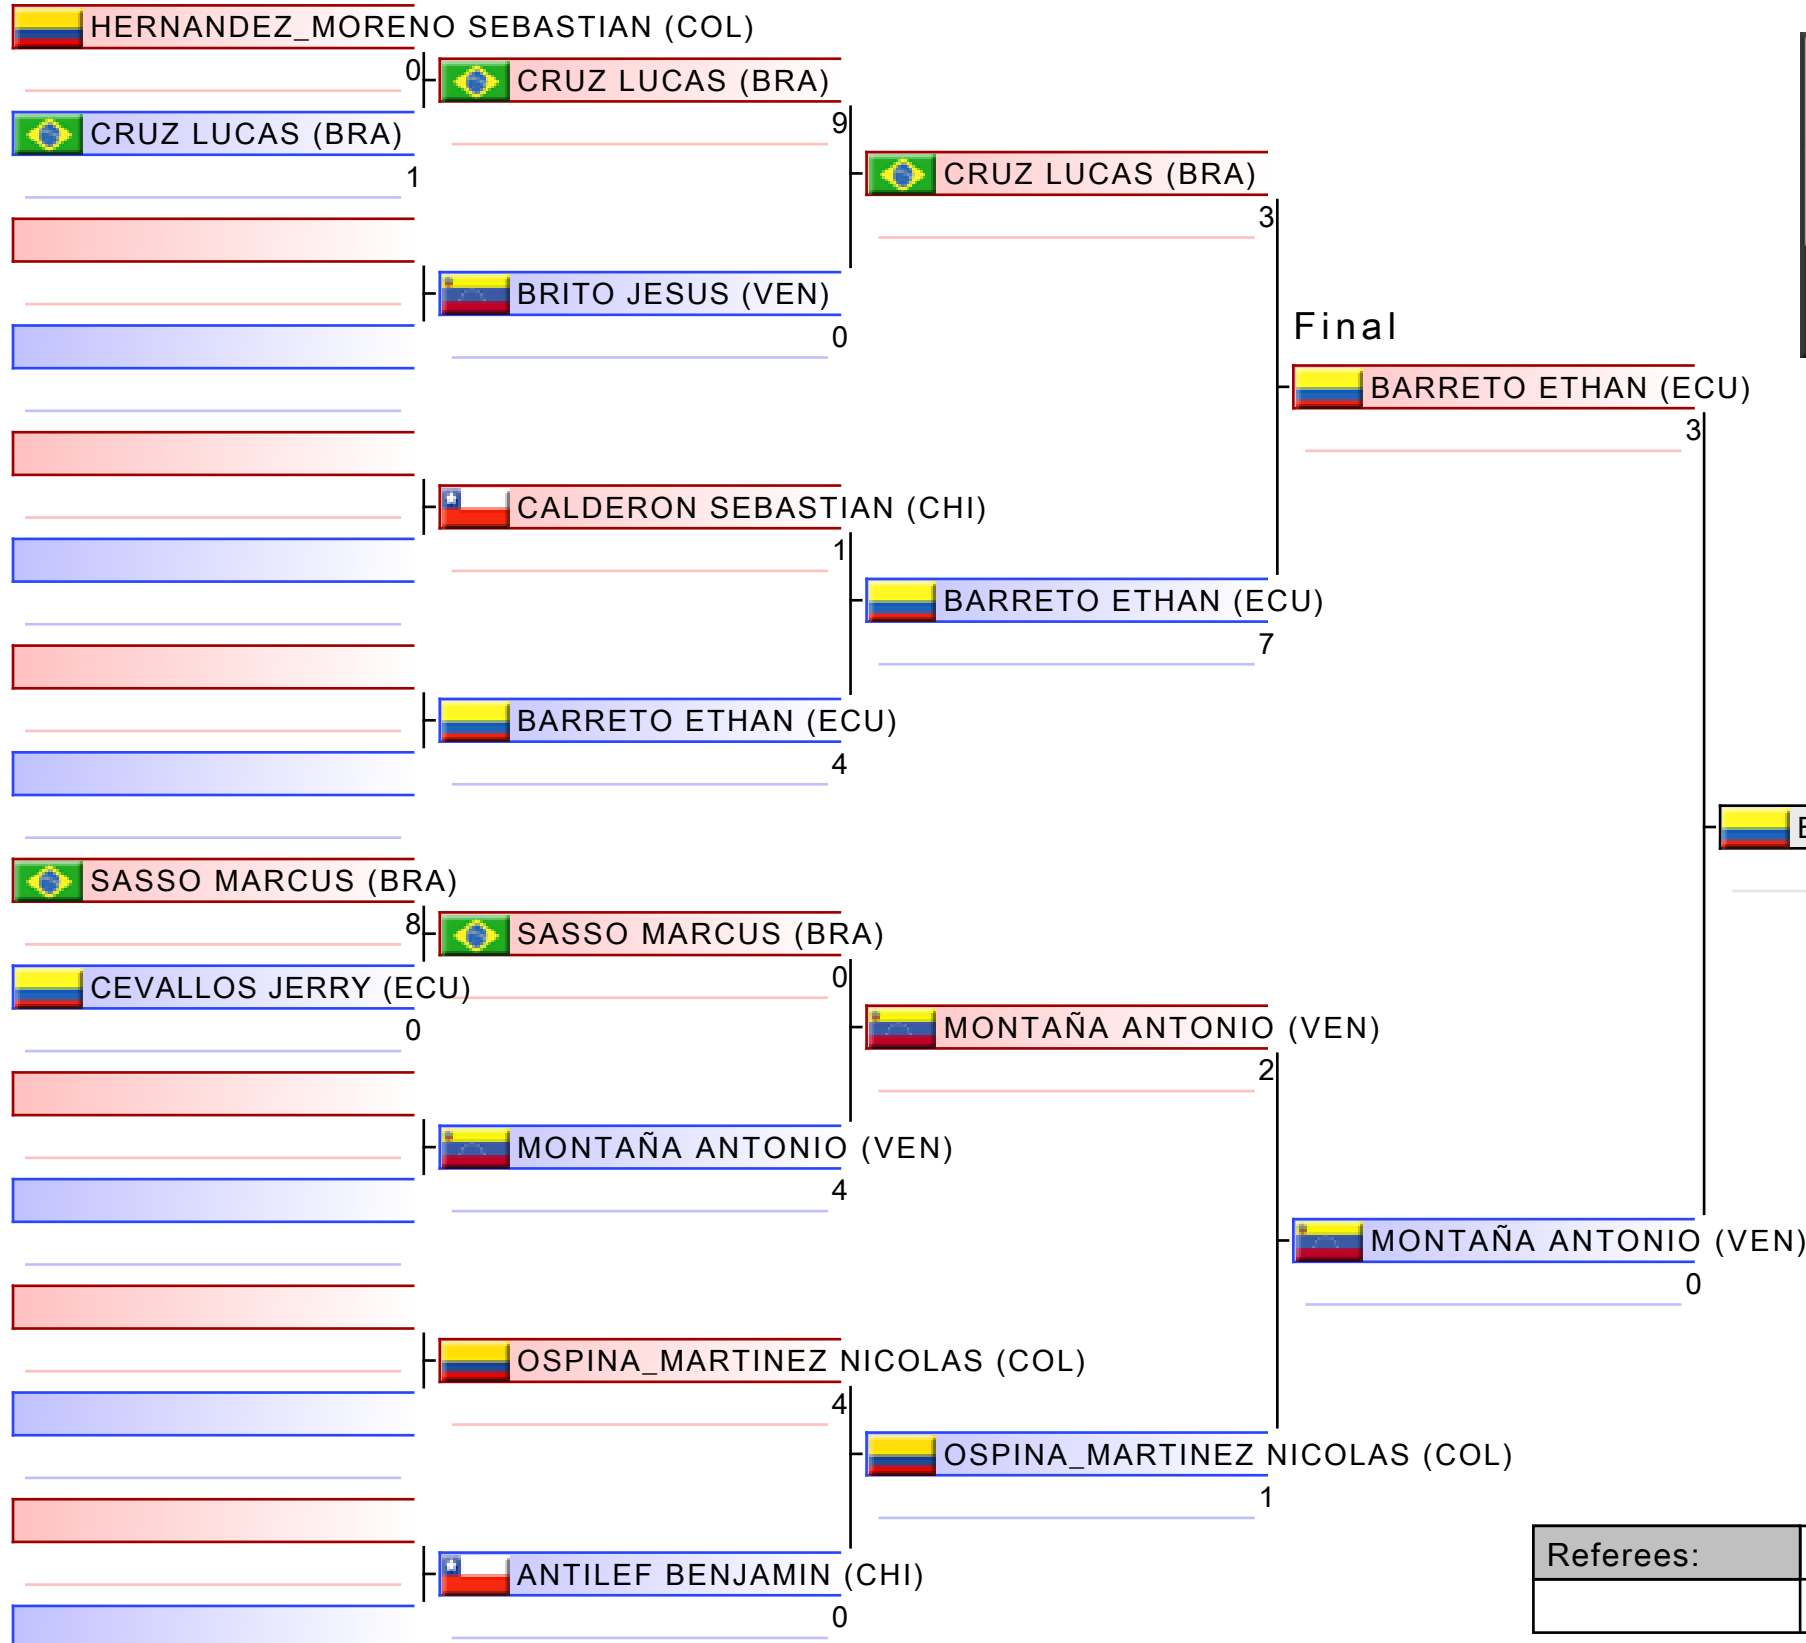 HERNANDEZ_MORENO SEBASTIAN (COL)
0
CRUZ LUCAS (BRA)
CRUZ LUCAS (BRA)
9
1
CRUZ LUCAS (BRA)
3
BRITO JESUS (VEN)
0
Final
BARRETO ETHAN (ECU)
3
CALDERON SEBASTIAN (CHI)
1
BARRETO ETHAN (ECU)
7
BARRETO ETHAN (ECU)
4
SASSO MARCUS (BRA)
8
SASSO MARCUS (BRA)
0
CEVALLOS JERRY (ECU)
0
MONTAÑA ANTONIO (VEN)
2
MONTAÑA ANTONIO (VEN)
4
MONTAÑA ANTONIO (VEN)
0
OSPINA_MARTINEZ NICOLAS (COL)
4
OSPINA_MARTINEZ NICOLAS (COL)
1
Referees:
ANTILEF BENJAMIN (CHI)
0